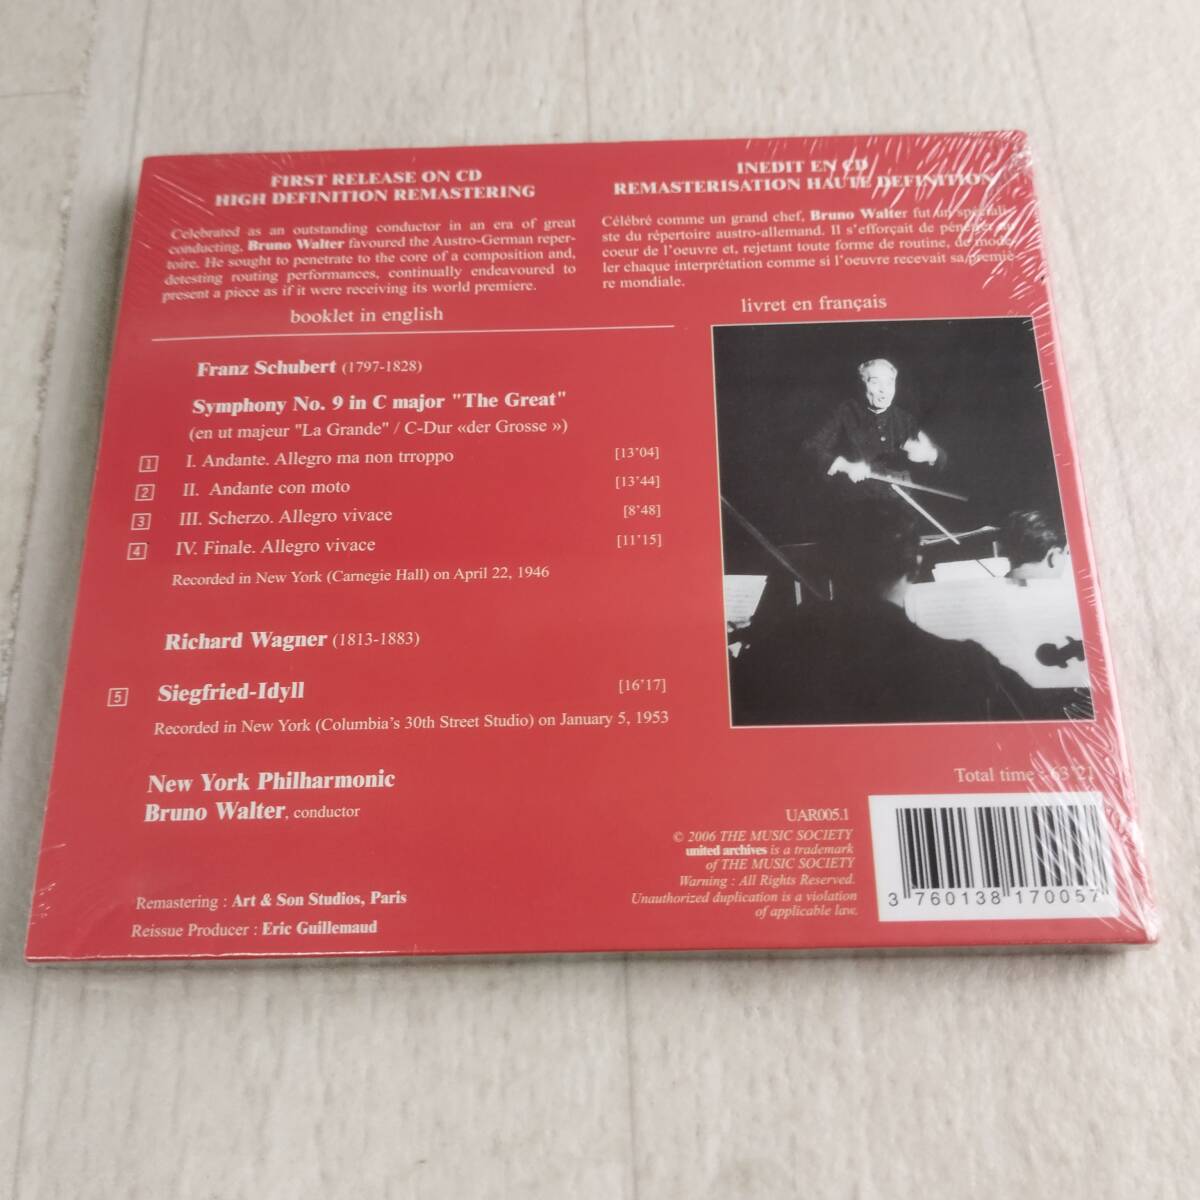 FIRST RELEASE ON CD
HIGH DEFINITION REMASTERING
Celebrated as an outstanding conductor in an era of great
conducting, Bruno Walter favoured the Austro-German reper-
toire. He sought to penetrate to the core of a composition and,
detesting routing performances, continually endeavoured to
present a piece as if it were receiving its world premiere.
booklet in english
INEDIT EN CD
REMASTERISATION HAUTE DEFINITION
Célébré comme un grand chef, Bruno Walter fut un spécialis-
te du répertoire austro-allemand. Il s'efforçait de pénétrer au
coeur de l'oeuvre et, rejetant toute forme de routine, de mode-
ler chaque interprétation comme si l'oeuvre recevait sa premiè-
re mondiale.
livret en français
Franz Schubert (1797-1828)
Symphony No. 9 in C major "The Great"
(en ut majeur "La Grande" / C-Dur «der Grosse »)
1 I. Andante. Allegro ma non trroppo [13'04]
2 II. Andante con moto [13'44]
3 III. Scherzo. Allegro vivace [8'48]
4 IV. Finale. Allegro vivace [11'15]
Recorded in New York (Carnegie Hall) on April 22, 1946
Richard Wagner (1813-1883)
5 Siegfried-Idyll [16'17]
Recorded in New York (Columbia's 30th Street Studio) on January 5, 1953
New York Philharmonic
Bruno Walter, conductor
Remastering : Art & Son Studios, Paris
Reissue Producer : Eric Guillemaud
Total time : 63'21
UAR005.1
© 2006 THE MUSIC SOCIETY
united archives is a trademark
of THE MUSIC SOCIETY
Warning : All Rights Reserved.
Unauthorized duplication is a violation
of applicable law.
3 760138 170057